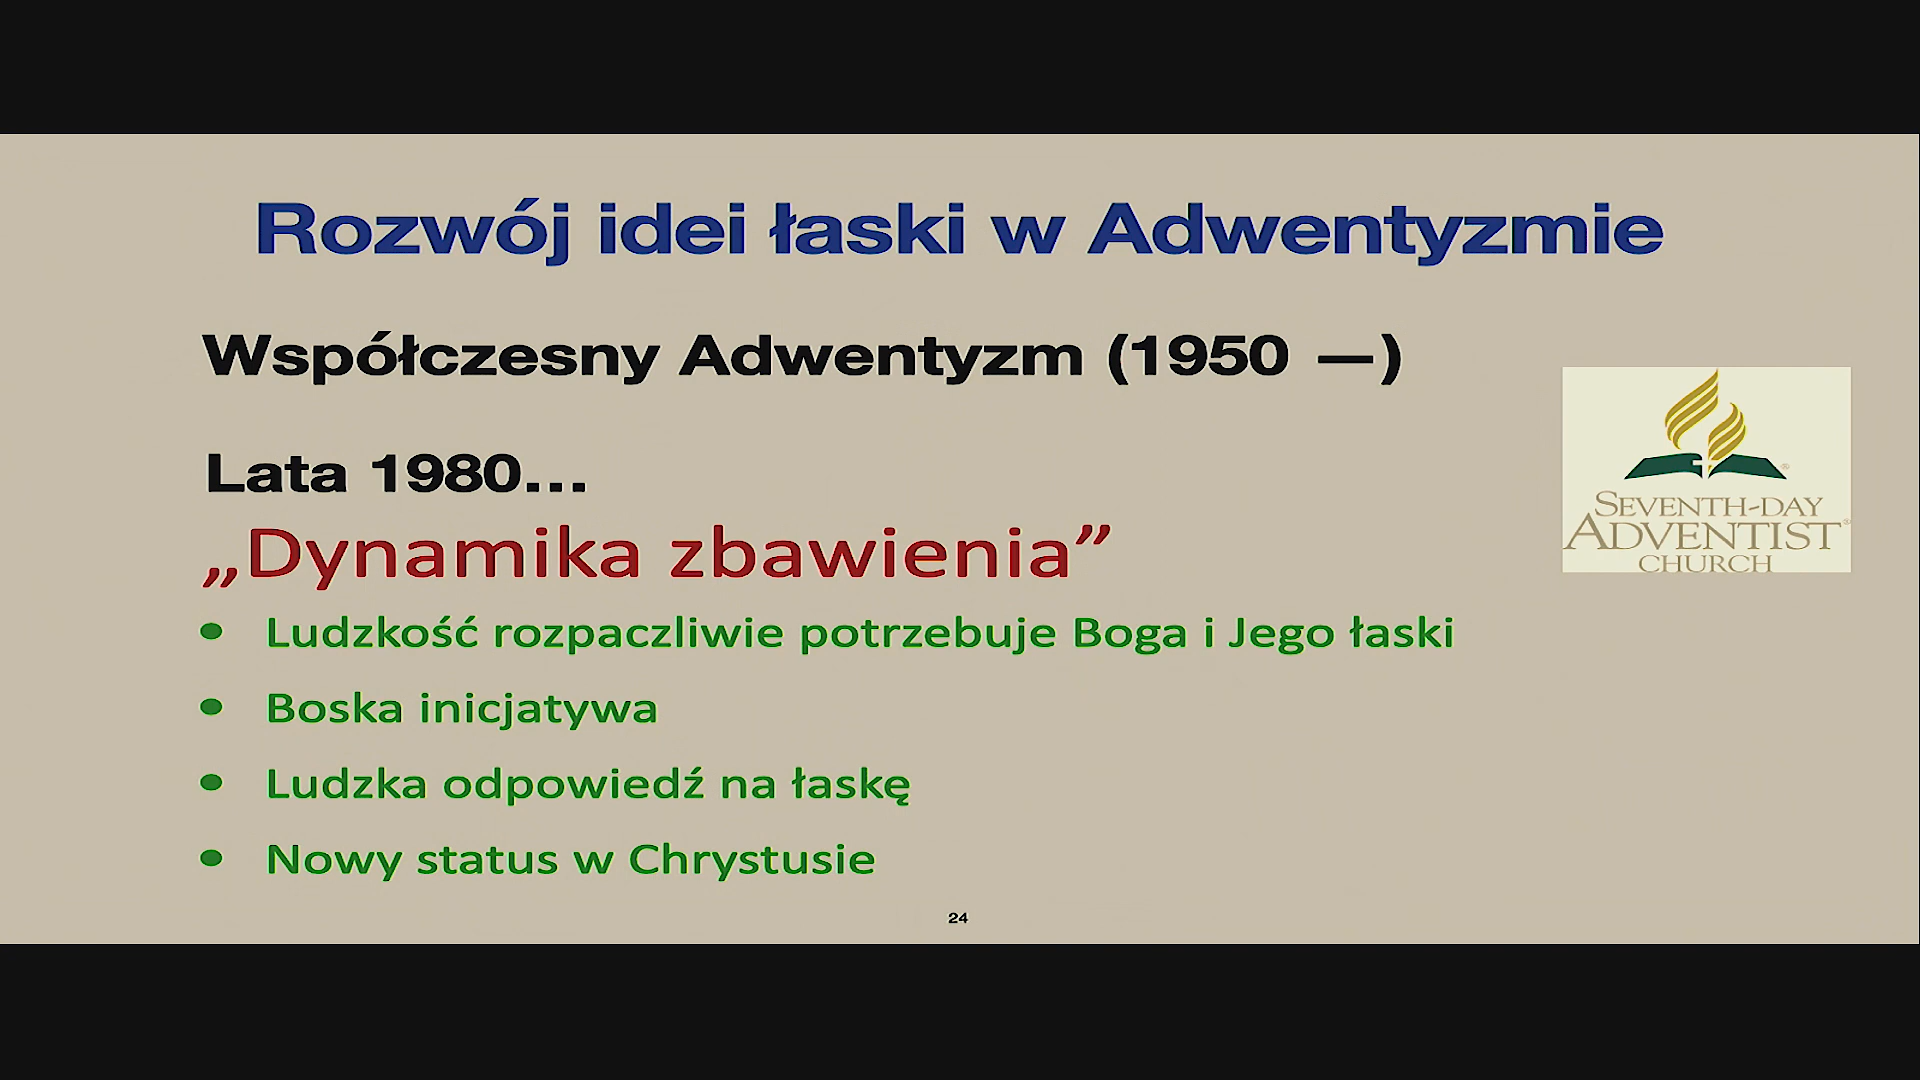 Rozwój idei łaski w Adwentyzmie
Współczesny Adwentyzm (1950 —)
Lata 1980...
„Dynamika zbawienia”
• Ludzkość rozpaczliwie potrzebuje Boga i Jego łaski
• Boska inicjatywa
• Ludzka odpowiedź na łaskę
• Nowy status w Chrystusie
SEVENTH-DAY
ADVENTIST®
CHURCH
24